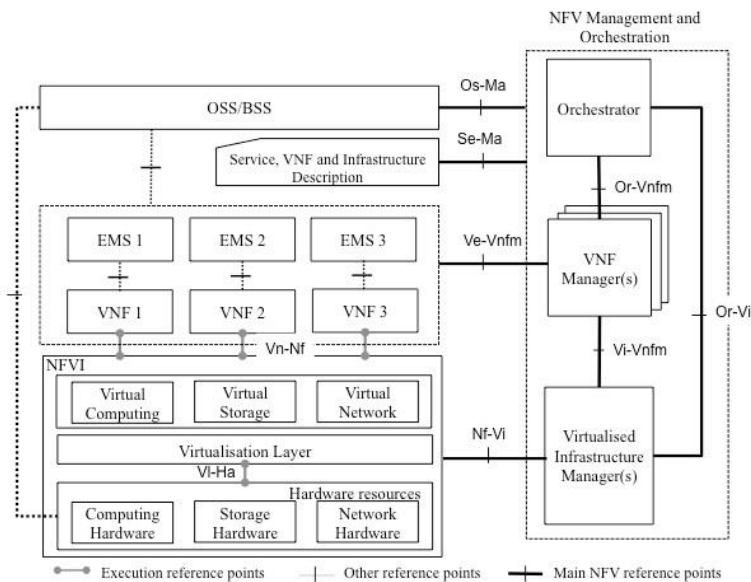 NFV Management and
Orchestration
Os-Ma
OSS/BSS
Orchestrator
Se-Ma
Service, VNF and Infrastructure
Description
Or-Vnfm
EMS 1
EMS 2
EMS 3
Ve-Vnfm
VNF
Manager(s)
VNF 1
VNF 2
VNF 3
Or-Vi
Vn-Nf
Vi-Vnfm
NFVI
Virtual
Computing
Virtual
Storage
Virtual
Network
Nf-Vi
Virtualisation Layer
Virtualised
Infrastructure
Manager(s)
Vl-Ha
Hardware resources
Computing
Hardware
Storage
Hardware
Network
Hardware
Execution reference points
Other reference points
Main NFV reference points